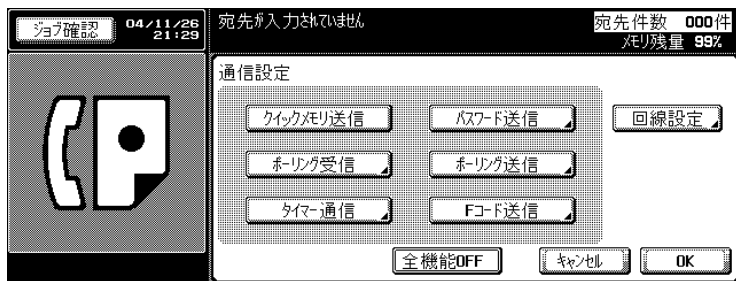 ジョブ確認
04/11/26
21:29
宛先が入力されていません
宛先件数 000件
メモリ残量 99%
通信設定
クイックメモリ送信
パスワード送信
回線設定
ポーリング受信
ポーリング送信
タイマー通信
Fコード送信
全機能OFF
キャンセル
OK